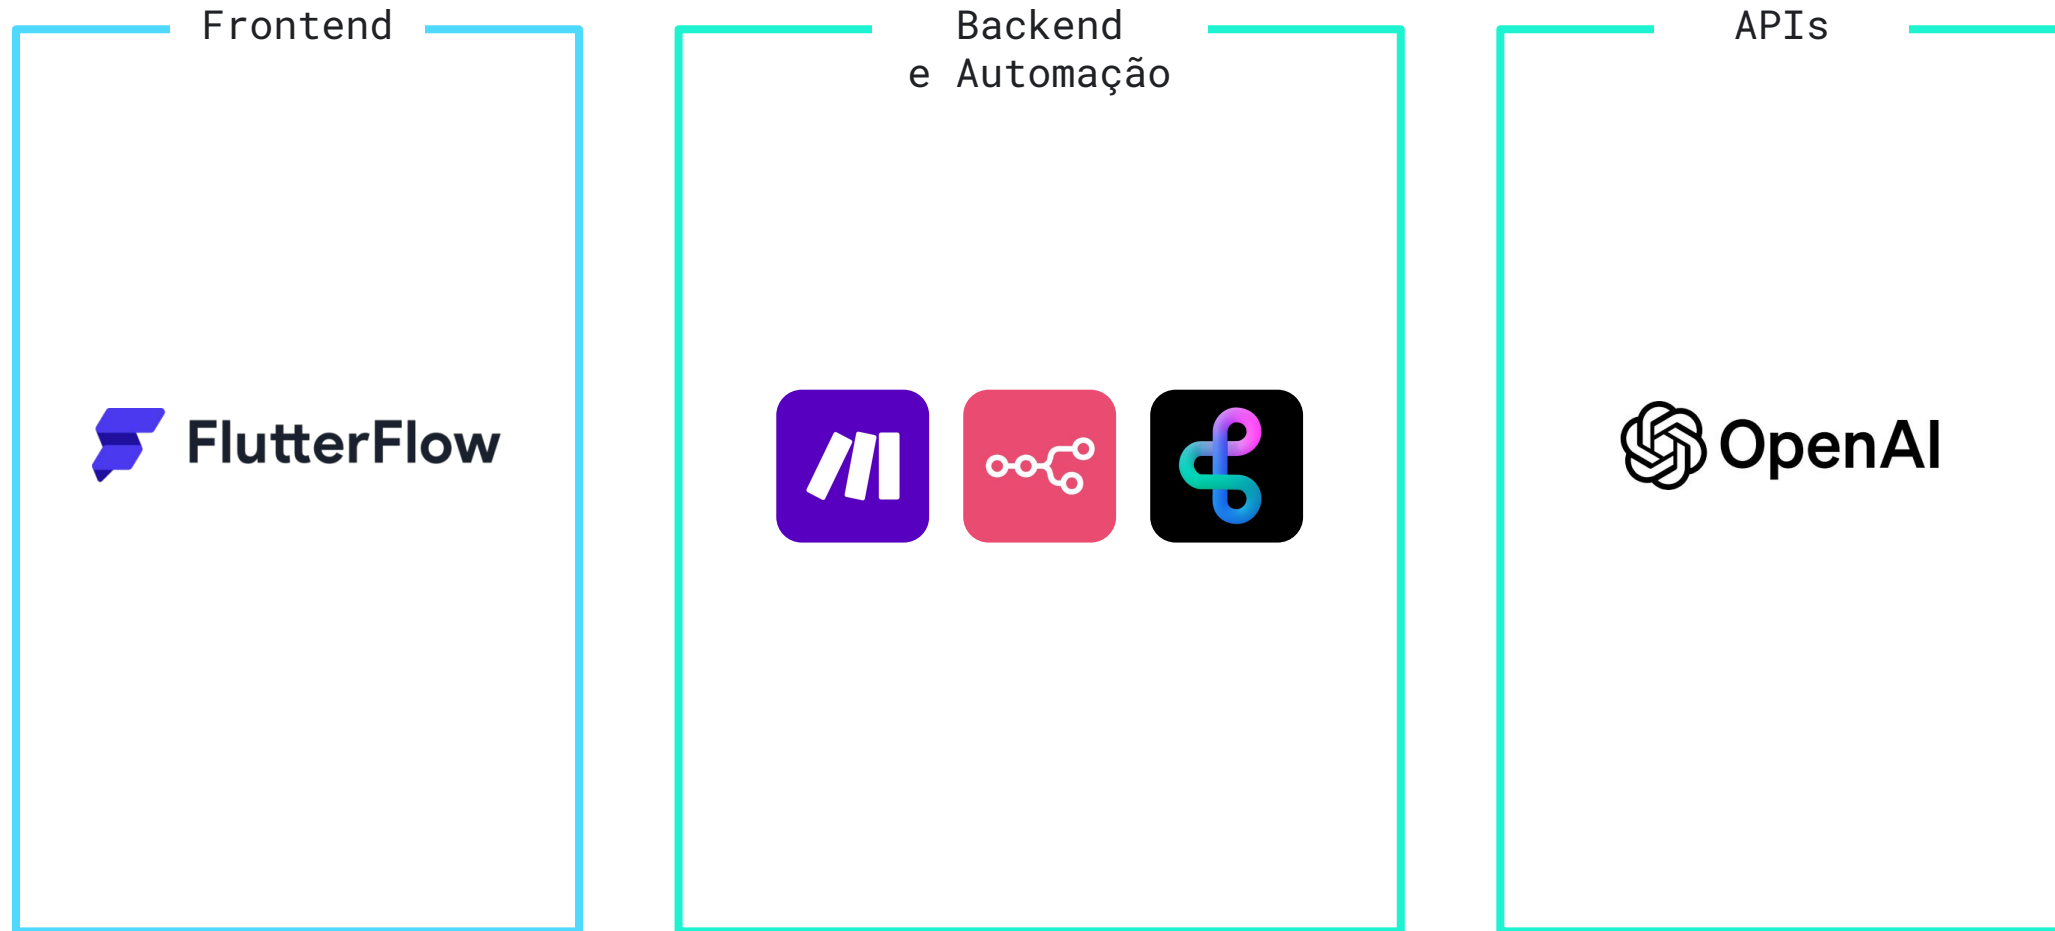 Frontend
Backend
e Automação
APIs
FlutterFlow
OpenAI